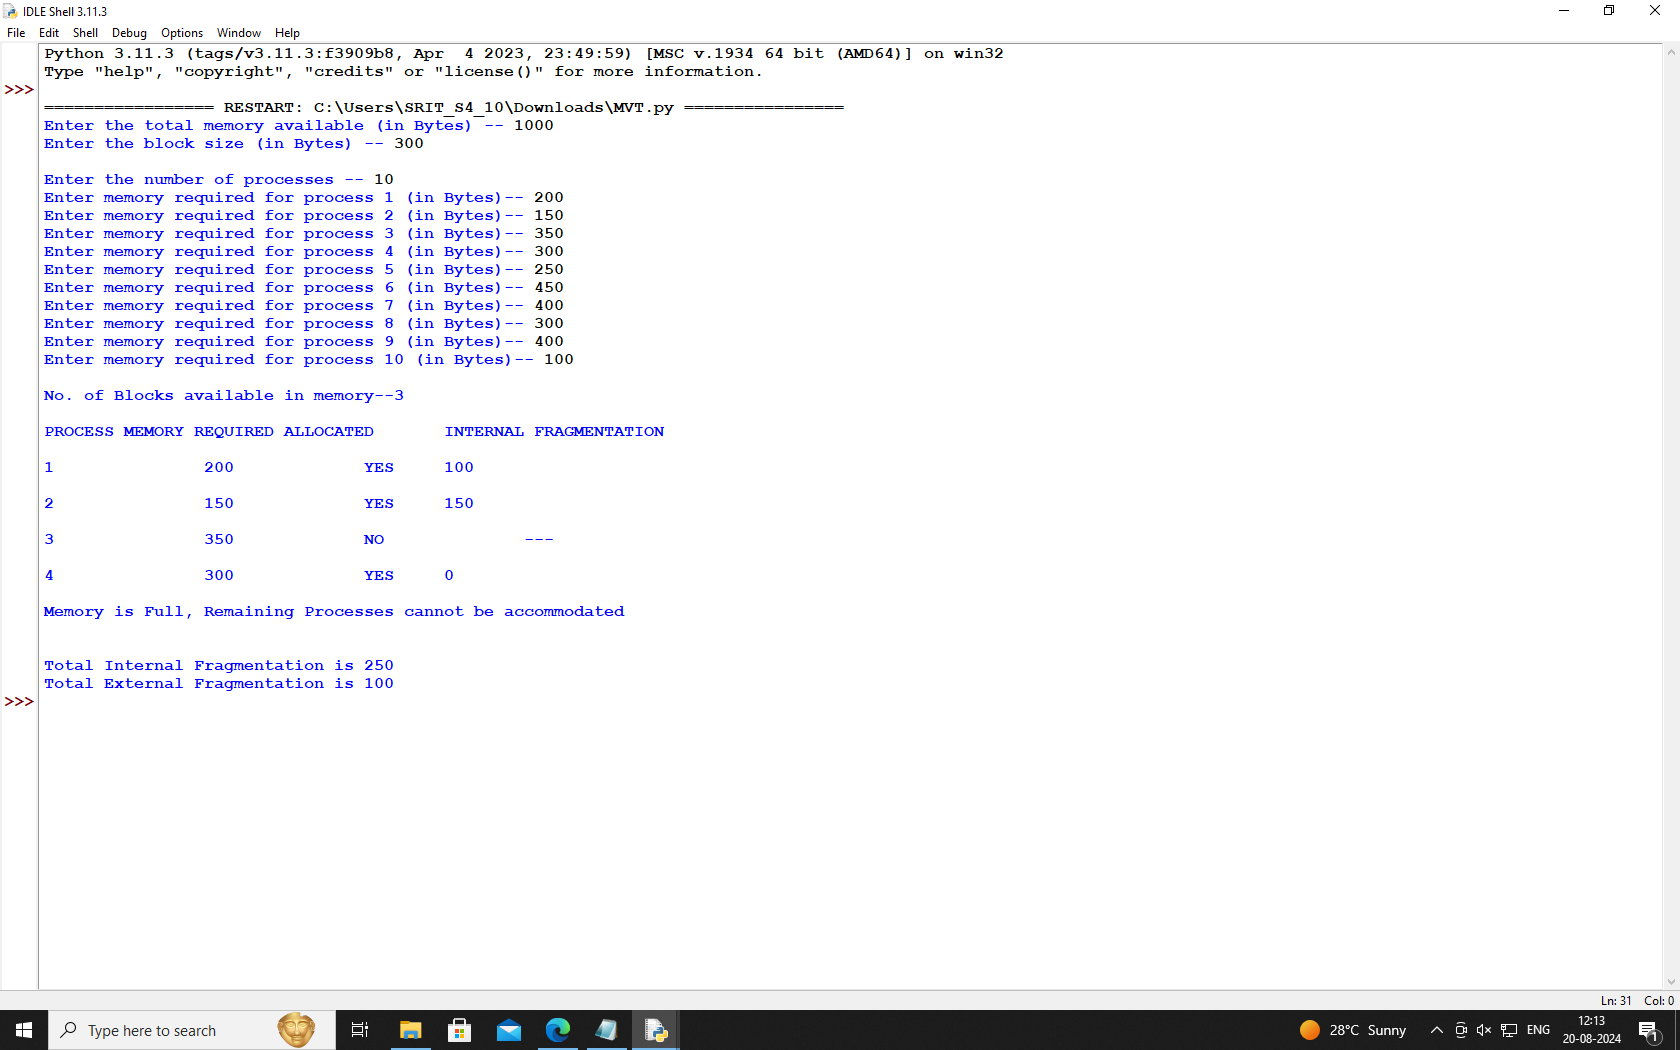 IDLE Shell 3.11.3
File Edit Shell Debug Options Window Help
Python 3.11.3 (tags/v3.11.3:f3909b8, Apr  4 2023, 23:49:59) [MSC v.1934 64 bit (AMD64)] on win32
Type "help", "copyright", "credits" or "license()" for more information.
>>>
================= RESTART: C:\Users\SRIT_S4_10\Downloads\MVT.py ================
Enter the total memory available (in Bytes) -- 1000
Enter the block size (in Bytes) -- 300
Enter the number of processes -- 10
Enter memory required for process 1 (in Bytes)-- 200
Enter memory required for process 2 (in Bytes)-- 150
Enter memory required for process 3 (in Bytes)-- 350
Enter memory required for process 4 (in Bytes)-- 300
Enter memory required for process 5 (in Bytes)-- 250
Enter memory required for process 6 (in Bytes)-- 450
Enter memory required for process 7 (in Bytes)-- 400
Enter memory required for process 8 (in Bytes)-- 300
Enter memory required for process 9 (in Bytes)-- 400
Enter memory required for process 10 (in Bytes)-- 100
No. of Blocks available in memory--3
PROCESS MEMORY REQUIRED ALLOCATED INTERNAL FRAGMENTATION
1 200 YES 100
2 150 YES 150
3 350 NO ---
4 300 YES 0
Memory is Full, Remaining Processes cannot be accommodated
Total Internal Fragmentation is 250
Total External Fragmentation is 100
>>>
Ln: 31 Col: 0
Type here to search
28°C Sunny
ENG
12:13
20-08-2024
1